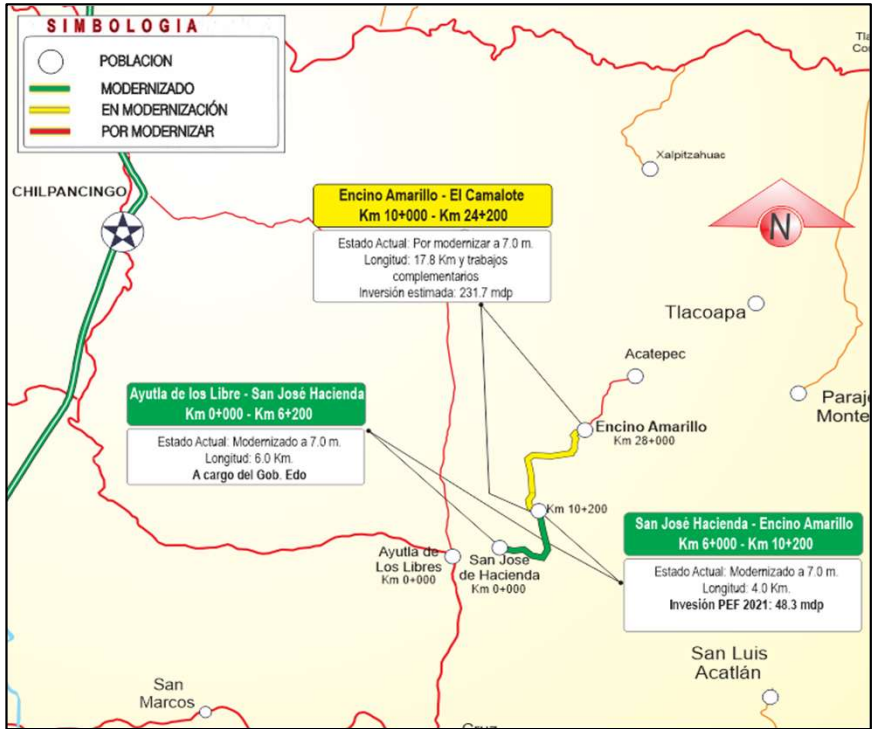 SIMBOLOGIA
POBLACION
MODERNIZADO
EN MODERNIZACIÓN
POR MODERNIZAR
Xalpitzahuac
CHILPANCINGO
Encino Amarillo - El Camalote
Km 10+000 - Km 24+200
Estado Actual: Por modernizar a 7.0 m.
Longitud: 17.8 Km y trabajos
complementarios
Inversión estimada: 231.7 mdp
N
Tlacoapa
Acatepec
Ayutla de los Libre - San José Hacienda
Km 0+000 - Km 6+200
Estado Actual: Modernizado a 7.0 m.
Longitud: 6.0 Km.
A cargo del Gob. Edo
Paraje
Monte
Encino Amarillo
Km 28+000
Km 10+200
San José Hacienda - Encino Amarillo
Km 6+000 - Km 10+200
Estado Actual: Modernizado a 7.0 m.
Longitud: 4.0 Km.
Invesión PEF 2021: 48.3 mdp
Ayutla de
Los Libres
Km 0+000
San José
de Hacienda
Km 0+000
San Luis
Acatlán
San
Marcos